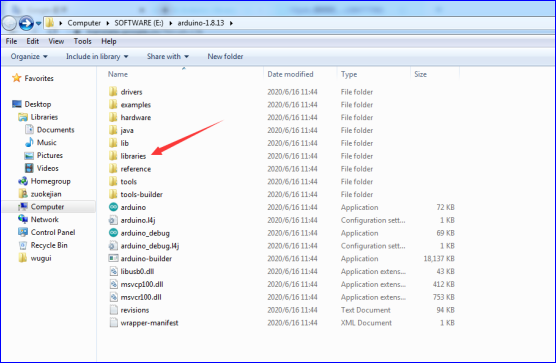 Computer ▸ SOFTWARE (E:) ▸ arduino-1.8.13 ▸
File Edit View Tools Help
Organize Include in library Share with New folder
Favorites
Desktop
Libraries
Documents
Music
Pictures
Videos
Homegroup
zuokejian
Computer
Network
Control Panel
Recycle Bin
wugui
Name Date modified Type Size
drivers 2020/6/16 11:44 File folder
examples 2020/6/16 11:44 File folder
hardware 2020/6/16 11:44 File folder
java 2020/6/16 11:44 File folder
lib 2020/6/16 11:44 File folder
libraries 2020/6/16 11:44 File folder
reference 2020/6/16 11:44 File folder
tools 2020/6/16 11:44 File folder
tools-builder 2020/6/16 11:44 File folder
arduino 2020/6/16 11:44 Application 72 KB
arduino.l4j 2020/6/16 11:44 Configuration sett... 1 KB
arduino_debug 2020/6/16 11:44 Application 69 KB
arduino_debug.l4j 2020/6/16 11:44 Configuration sett... 1 KB
arduino-builder 2020/6/16 11:44 Application 18,137 KB
libusb0.dll 2020/6/16 11:44 Application extens... 43 KB
msvcp100.dll 2020/6/16 11:44 Application extens... 412 KB
msvcr100.dll 2020/6/16 11:44 Application extens... 753 KB
revisions 2020/6/16 11:44 Text Document 94 KB
wrapper-manifest 2020/6/16 11:44 XML Document 1 KB